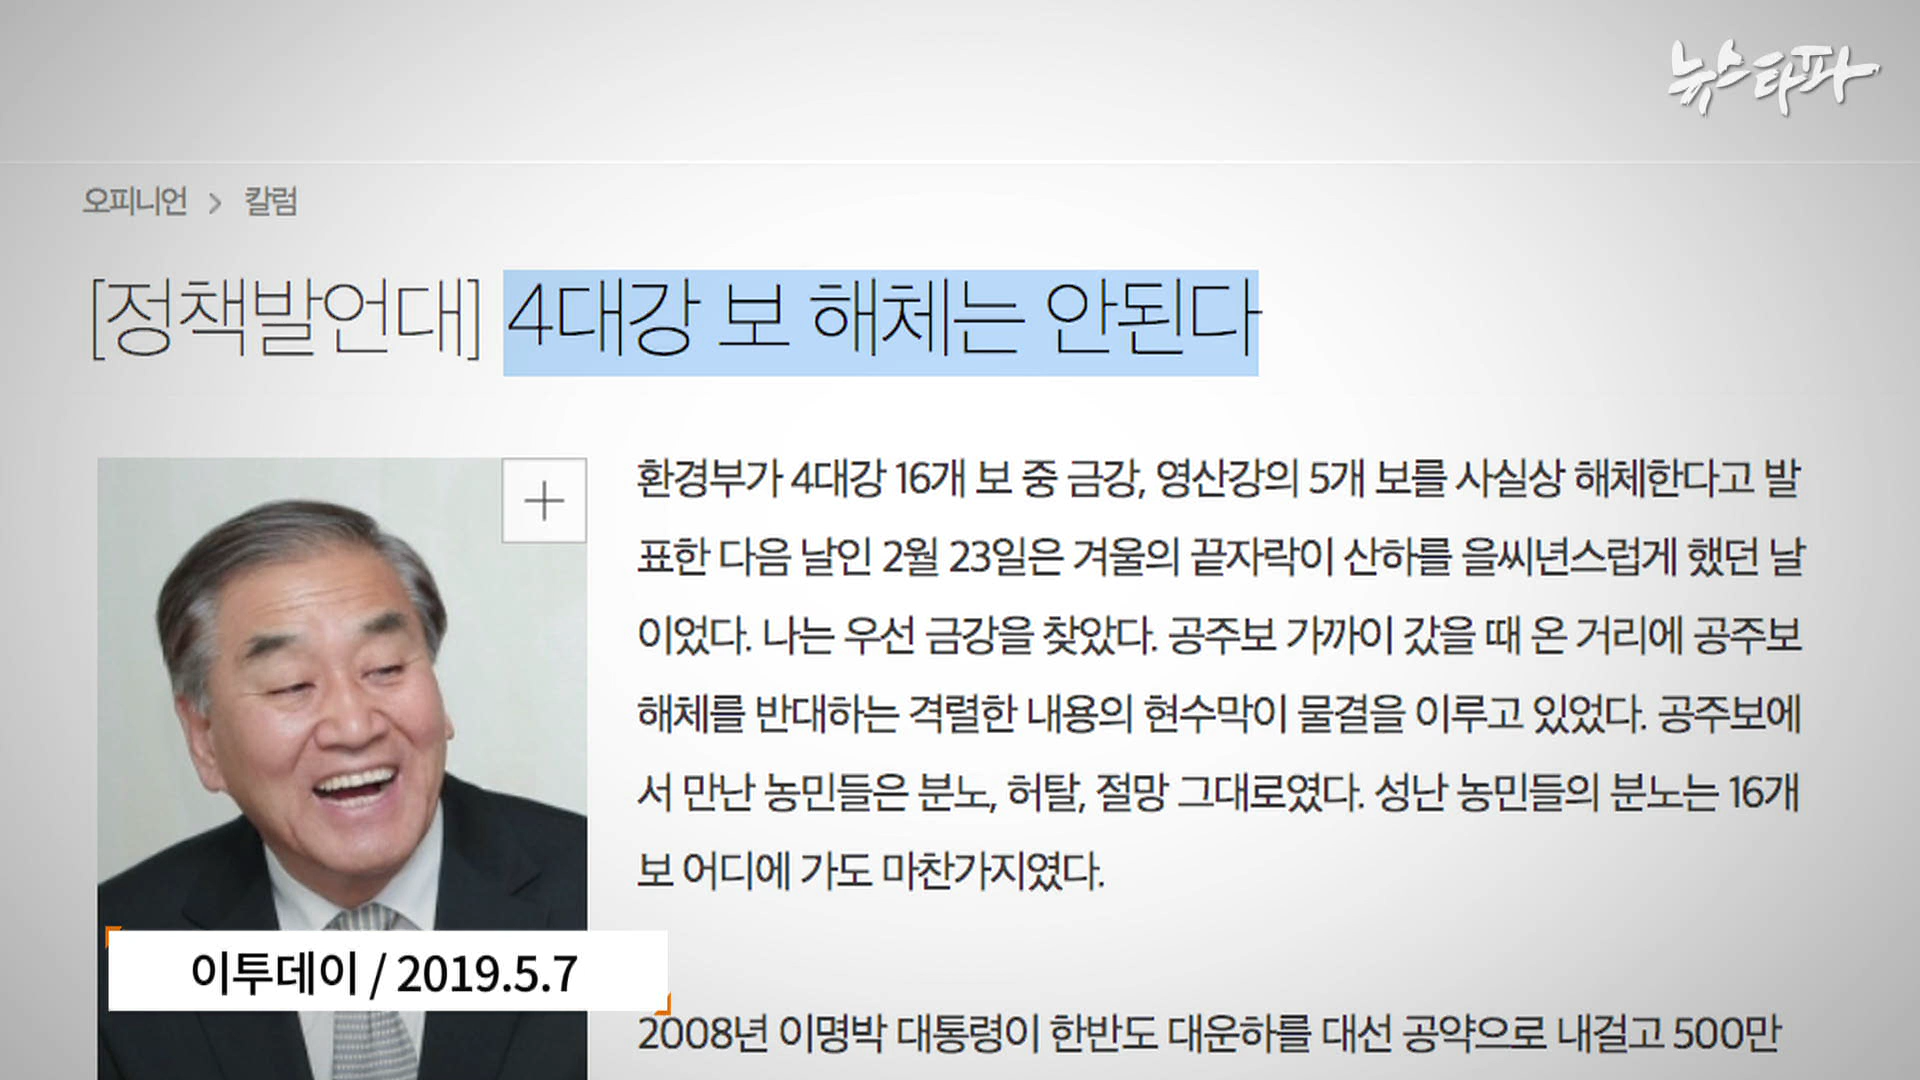 뉴스타파
오피니언 > 칼럼
[정책발언대] 4대강 보 해체는 안된다
환경부가 4대강 16개 보 중 금강, 영산강의 5개 보를 사실상 해체한다고 발
표한 다음 날인 2월 23일은 겨울의 끝자락이 산하를 을씨년스럽게 했던 날
이었다. 나는 우선 금강을 찾았다. 공주보 가까이 갔을 때 온 거리에 공주보
해체를 반대하는 격렬한 내용의 현수막이 물결을 이루고 있었다. 공주보에
서 만난 농민들은 분노, 허탈, 절망 그대로였다. 성난 농민들의 분노는 16개
보 어디에 가도 마찬가지였다.
이투데이 / 2019.5.7
2008년 이명박 대통령이 한반도 대운하를 대선 공약으로 내걸고 500만